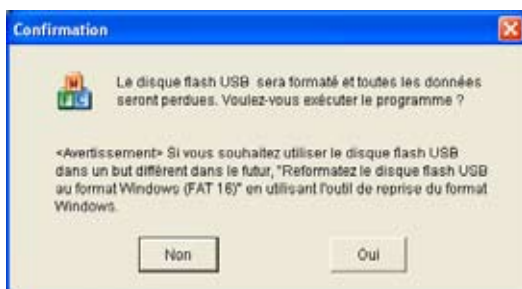 Confirmation
Le disque flash USB sera formaté et toutes les données
seront perdues. Voulez-vous exécuter le programme ?
<Avertissement> Si vous souhaitez utiliser le disque flash USB
dans un but différent dans le futur, "Reformatez le disque flash USB
au format Windows (FAT 16)" en utilisant l'outil de reprise du format
Windows.
Non
Oui